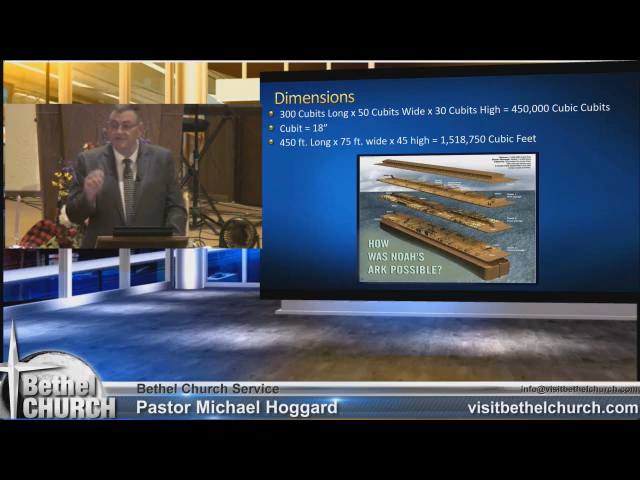 Dimensions
300 Cubits Long x 50 Cubits Wide x 30 Cubits High = 450,000 Cubic Cubits
Cubit = 18"
450 ft. Long x 75 ft. wide x 45 high = 1,518,750 Cubic Feet
HOW
WAS NOAH'S
ARK POSSIBLE?
Bethel
CHURCH
Bethel Church Service
info@visitbethelchurch.com
Pastor Michael Hoggard
visitbethelchurch.com